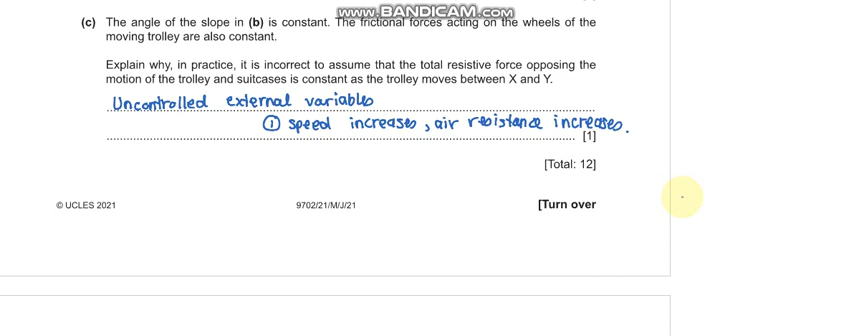 www.BANDICAM.com
(c) The angle of the slope in (b) is constant. The frictional forces acting on the wheels of the
moving trolley are also constant.
Explain why, in practice, it is incorrect to assume that the total resistive force opposing the
motion of the trolley and suitcases is constant as the trolley moves between X and Y.
Uncontrolled external variables
① speed increases, air resistance increases.
[1]
[Total: 12]
© UCLES 2021 9702/21/M/J/21 [Turn over